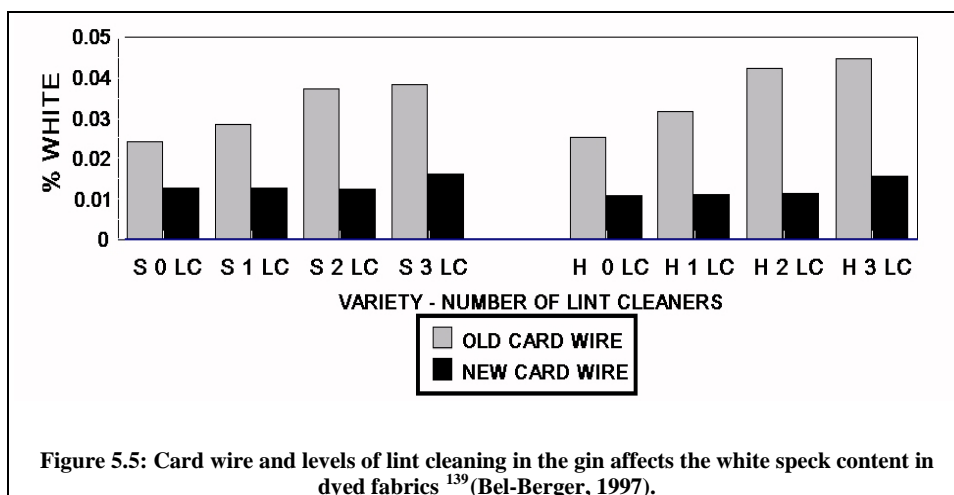 0.05
0.04
0.03
0.02
0.01
0
% WHITE
S 0 LC S 1 LC S 2 LC S 3 LC H 0 LC H 1 LC H 2 LC H 3 LC
VARIETY - NUMBER OF LINT CLEANERS
OLD CARD WIRE
NEW CARD WIRE
Figure 5.5: Card wire and levels of lint cleaning in the gin affects the white speck content in
dyed fabrics 139(Bel-Berger, 1997).